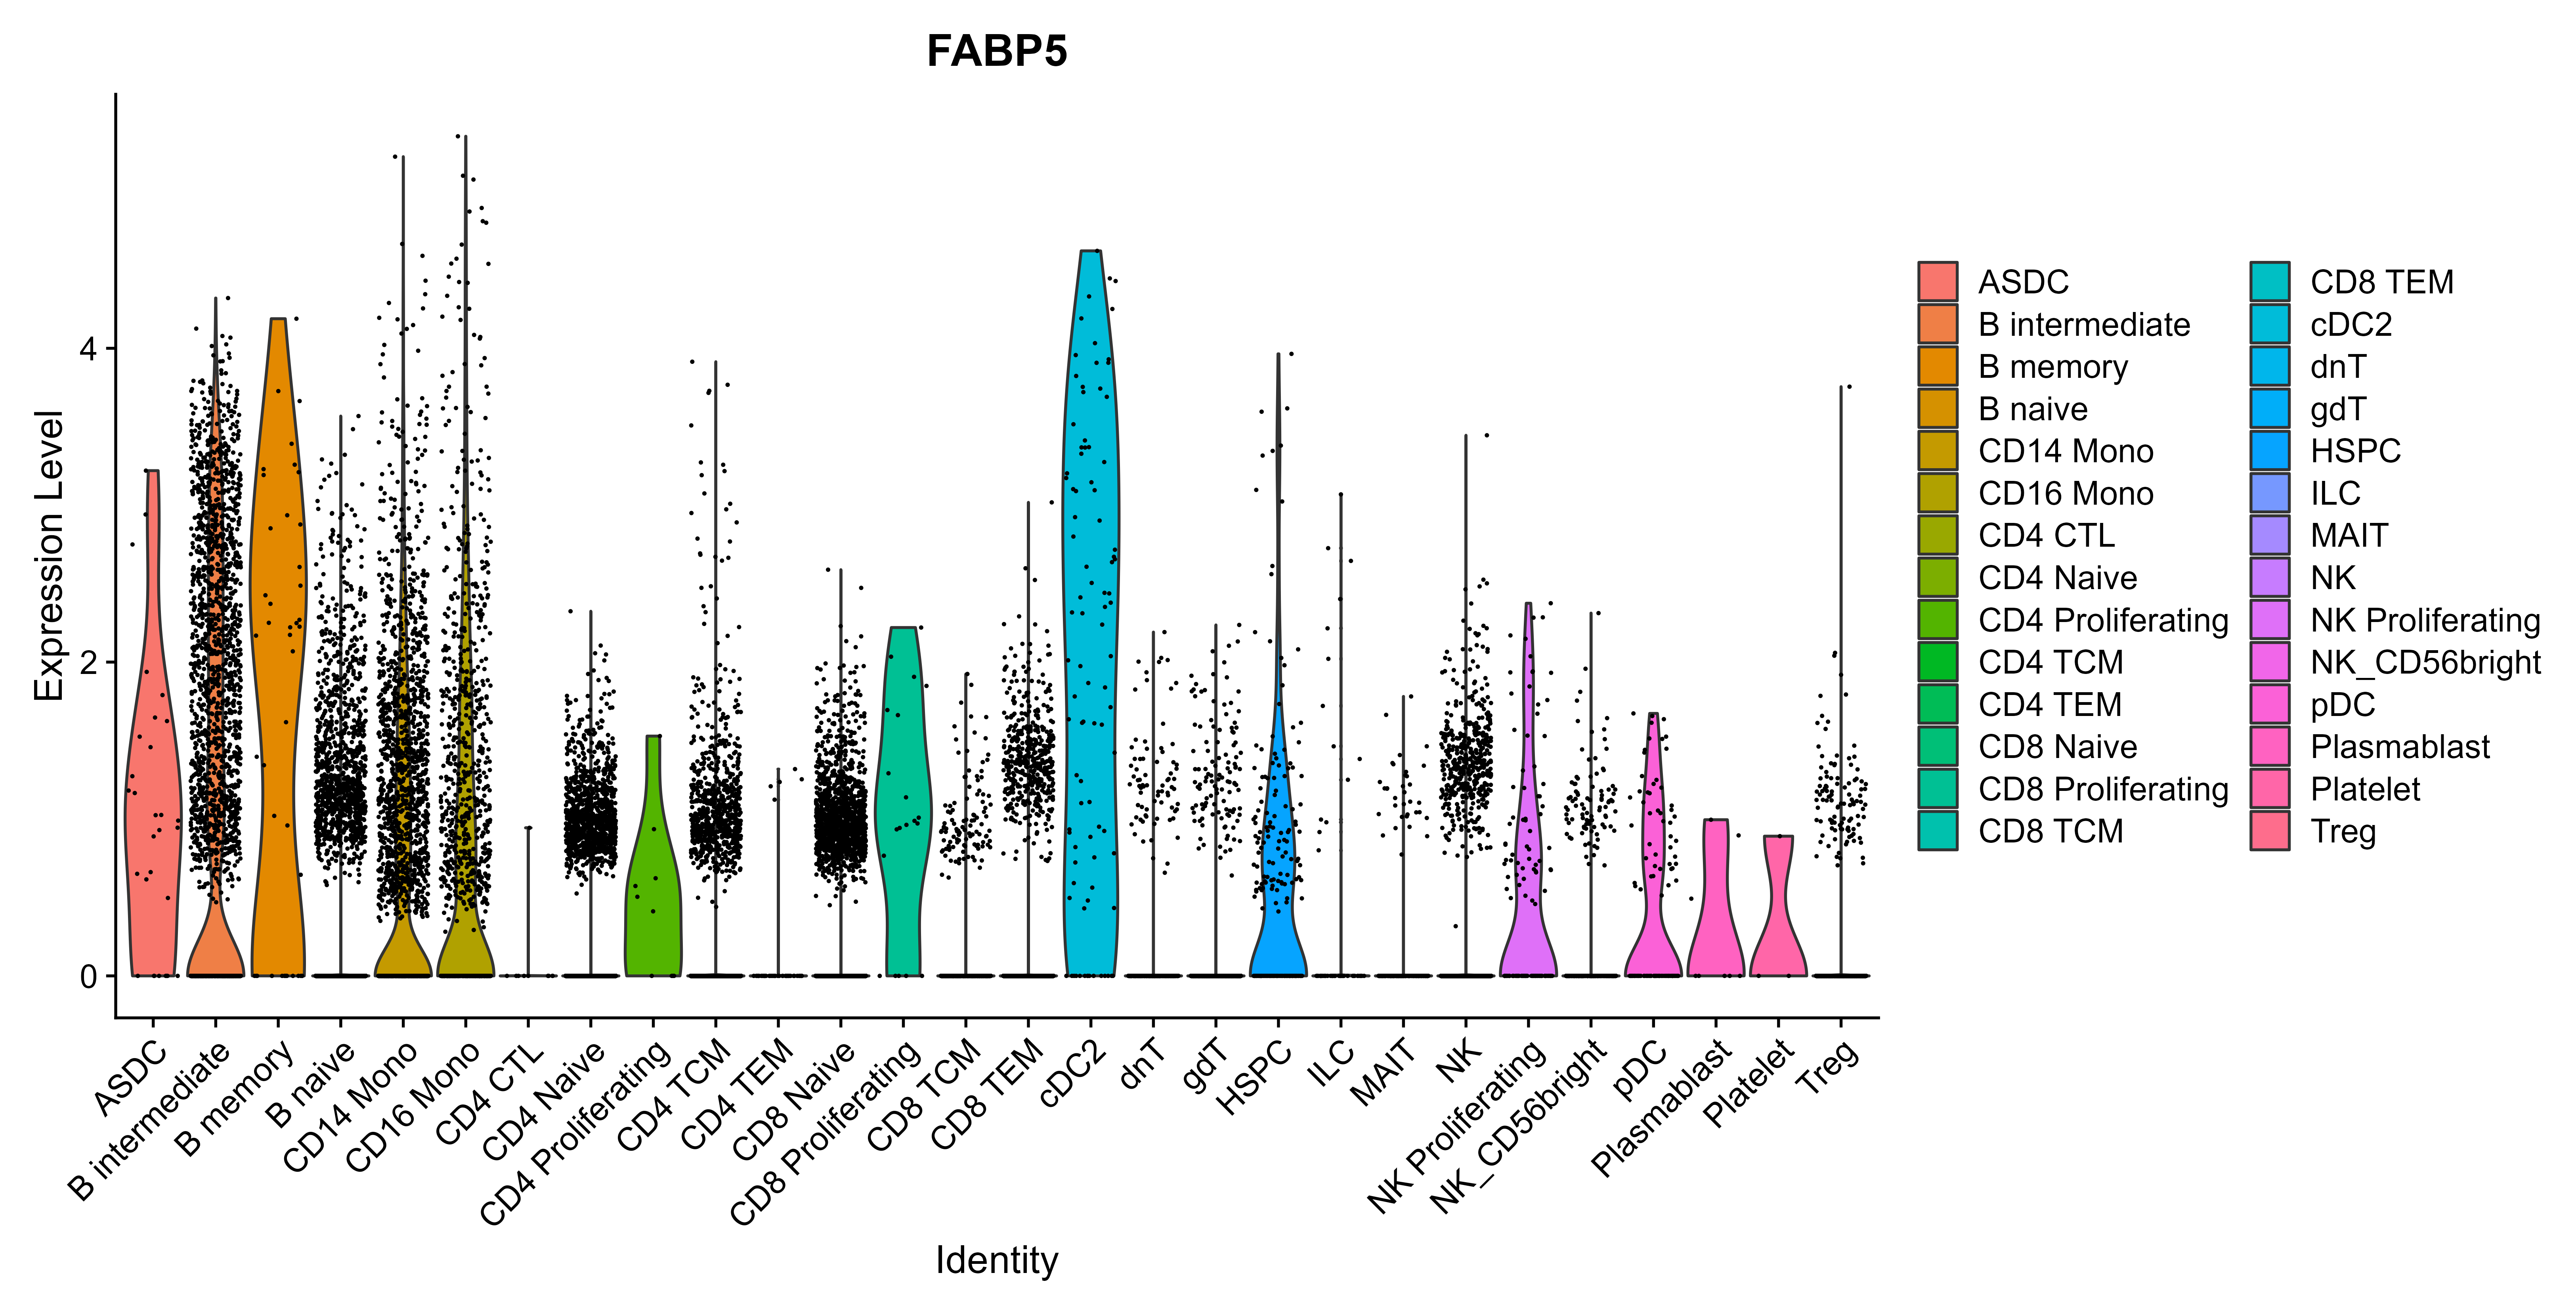 FABP5
Expression Level
4
2
0
ASDC
B intermediate
B memory
B naive
CD14 Mono
CD16 Mono
CD4 CTL
CD4 Naive
CD4 Proliferating
CD4 TCM
CD4 TEM
CD8 Naive
CD8 Proliferating
CD8 TCM
CD8 TEM
cDC2
dnT
gdT
HSPC
ILC
MAIT
NK
NK Proliferating
NK_CD56bright
pDC
Plasmablast
Platelet
Treg
Identity
ASDC
B intermediate
B memory
B naive
CD14 Mono
CD16 Mono
CD4 CTL
CD4 Naive
CD4 Proliferating
CD4 TCM
CD4 TEM
CD8 Naive
CD8 Proliferating
CD8 TCM
CD8 TEM
cDC2
dnT
gdT
HSPC
ILC
MAIT
NK
NK Proliferating
NK_CD56bright
pDC
Plasmablast
Platelet
Treg